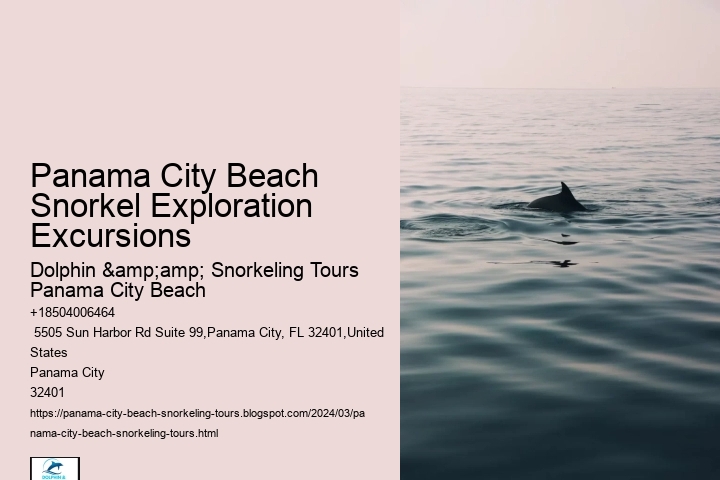 Panama City Beach
Snorkel Exploration
Excursions
Dolphin &amp;amp; Snorkeling Tours
Panama City Beach
+18504006464
5505 Sun Harbor Rd Suite 99,Panama City, FL 32401,United
States
Panama City
32401
https://panama-city-beach-snorkeling-tours.blogspot.com/2024/03/pa
nama-city-beach-snorkeling-tours.html
DOLPHIN &